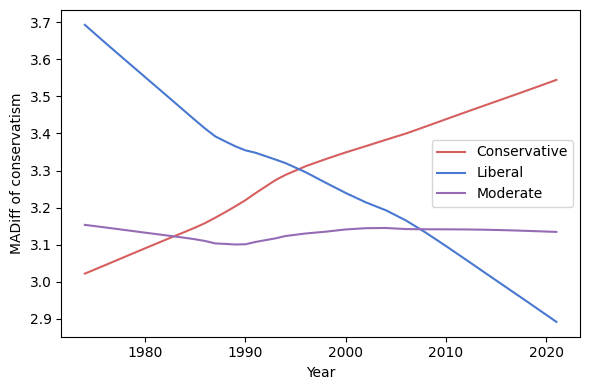 3.7
3.6
3.5
3.4
3.3
3.2
3.1
3.0
2.9
MADiff of conservatism
Conservative
Liberal
Moderate
1980 1990 2000 2010 2020
Year